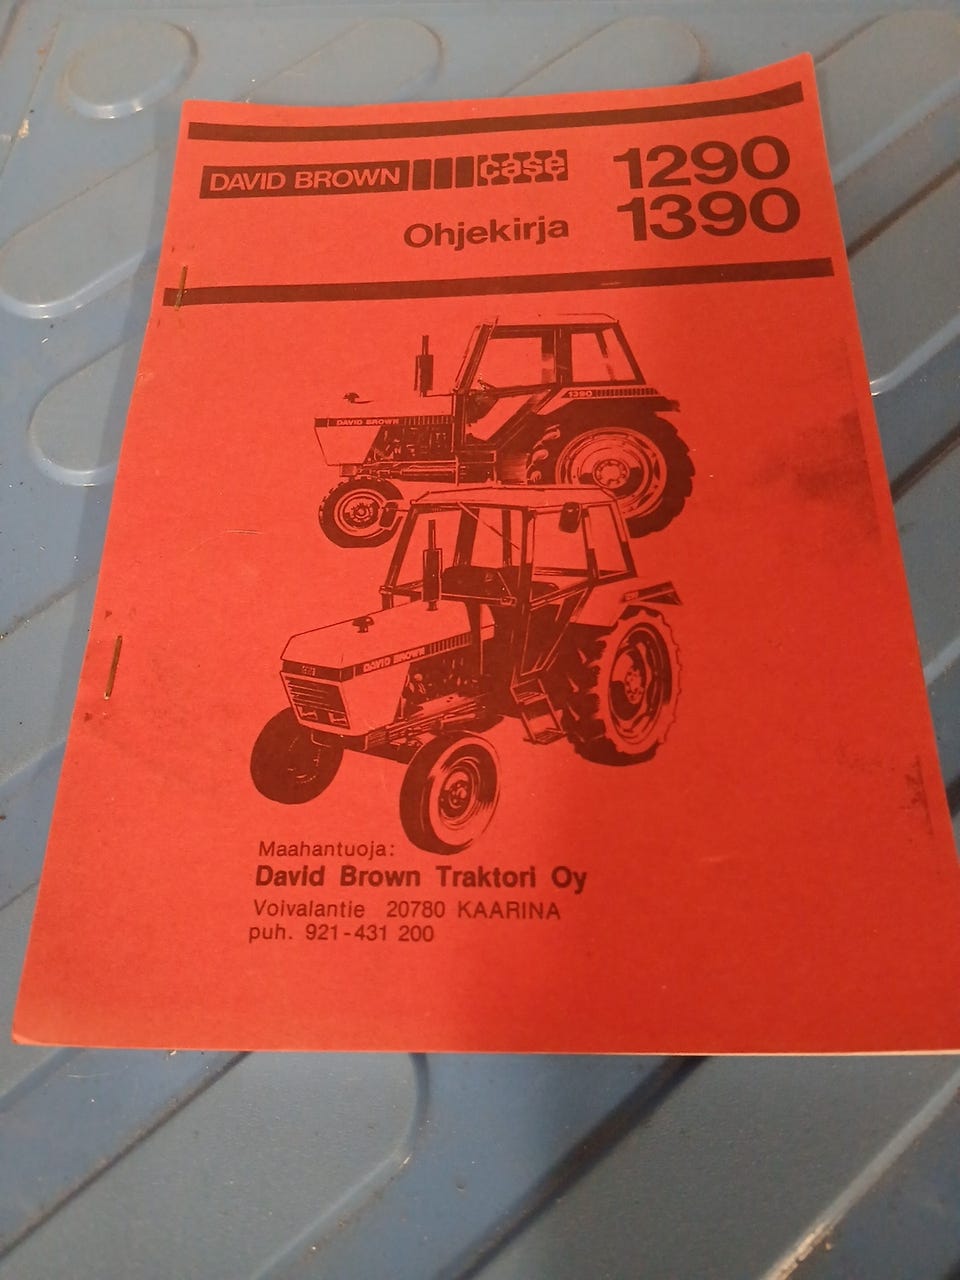 DAVID BROWN case 1290
Ohjekirja 1390
1390
DAVID BROWN
DAVID BROWN
Maahantuoja:
David Brown Traktori Oy
Voivalantie 20780 KAARINA
puh. 921-431 200